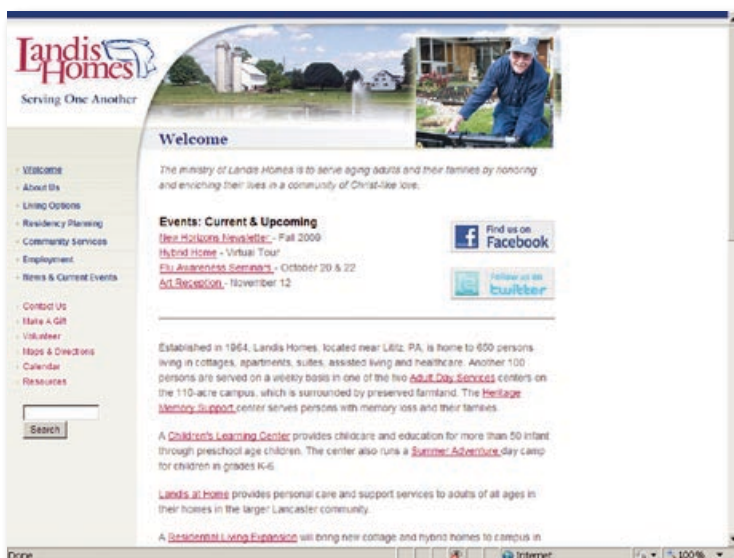 Landis
Homes
Serving One Another
Welcome
The ministry of Landis Homes is to serve aging adults and their families by honoring
and enriching their lives in a community of Christ-like love.
Welcome
About Us
Living Options
Residency Planning
Community Services
Employment
News & Current Events
Contact Us
Make A Gift
Volunteer
Maps & Directions
Calendar
Resources
Search
Events: Current & Upcoming
New Horizons Newsletter - Fall 2009
Hybrid Home - Virtual Tour
Flu Awareness Seminars - October 20 & 22
Art Reception - November 12
Find us on
Facebook
Follow us on
twitter
Established in 1964, Landis Homes, located near Lititz, PA, is home to 650 persons
living in cottages, apartments, suites, assisted living and healthcare. Another 100
persons are served on a weekly basis in one of the two Adult Day Services centers on
the 110-acre campus, which is surrounded by preserved farmland. The Heritage
Memory Support center serves persons with memory loss and their families.
A Children's Learning Center provides childcare and education for more than 50 infant
through preschool age children. The center also runs a Summer Adventure day camp
for children in grades K-6.
Landis at Home provides personal care and support services to adults of all ages in
their homes in the larger Lancaster community.
A Residential Living Expansion will bring new cottage and hybrid homes to campus in
Done
Internet
100%